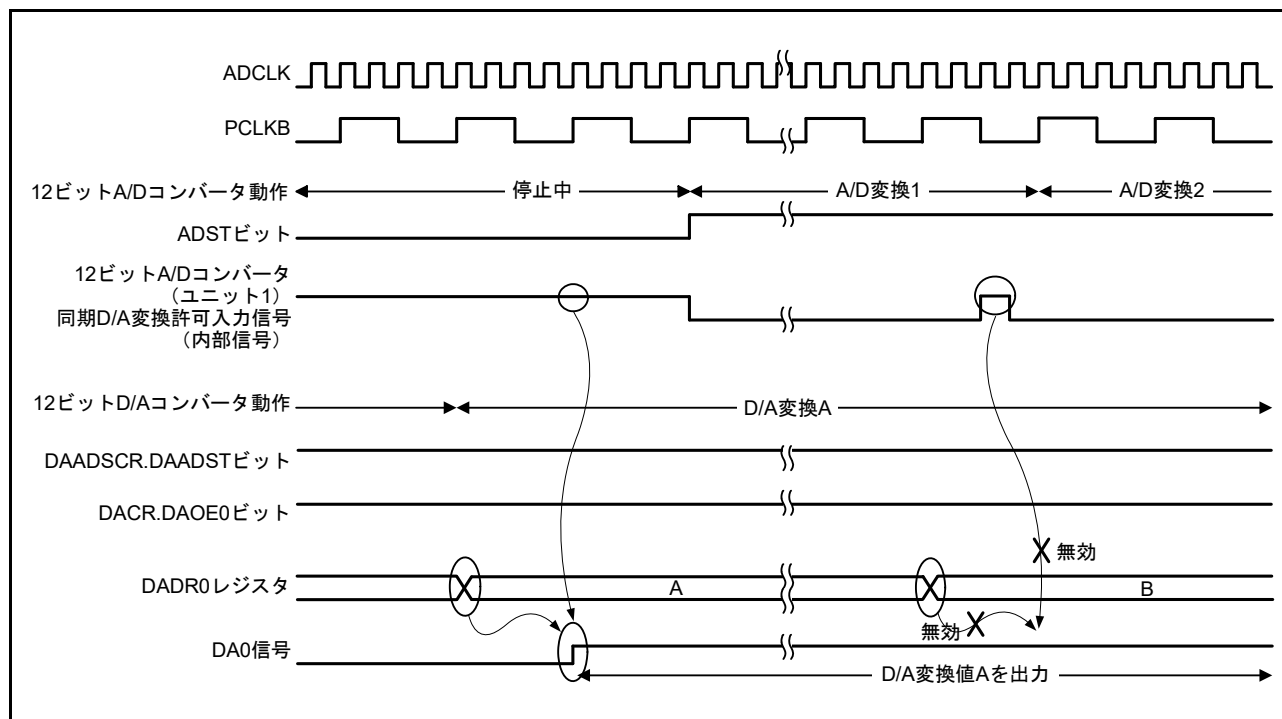 ADCLK
PCLKB
12ビットA/Dコンバータ動作
停止中
A/D変換1
A/D変換2
ADSTビット
12ビットA/Dコンバータ
（ユニット1）
同期D/A変換許可入力信号
（内部信号）
12ビットD/Aコンバータ動作
D/A変換A
DAADSCR.DAADSTビット
DACR.DAOE0ビット
無効
DADR0レジスタ
A
B
無効
DA0信号
D/A変換値Aを出力